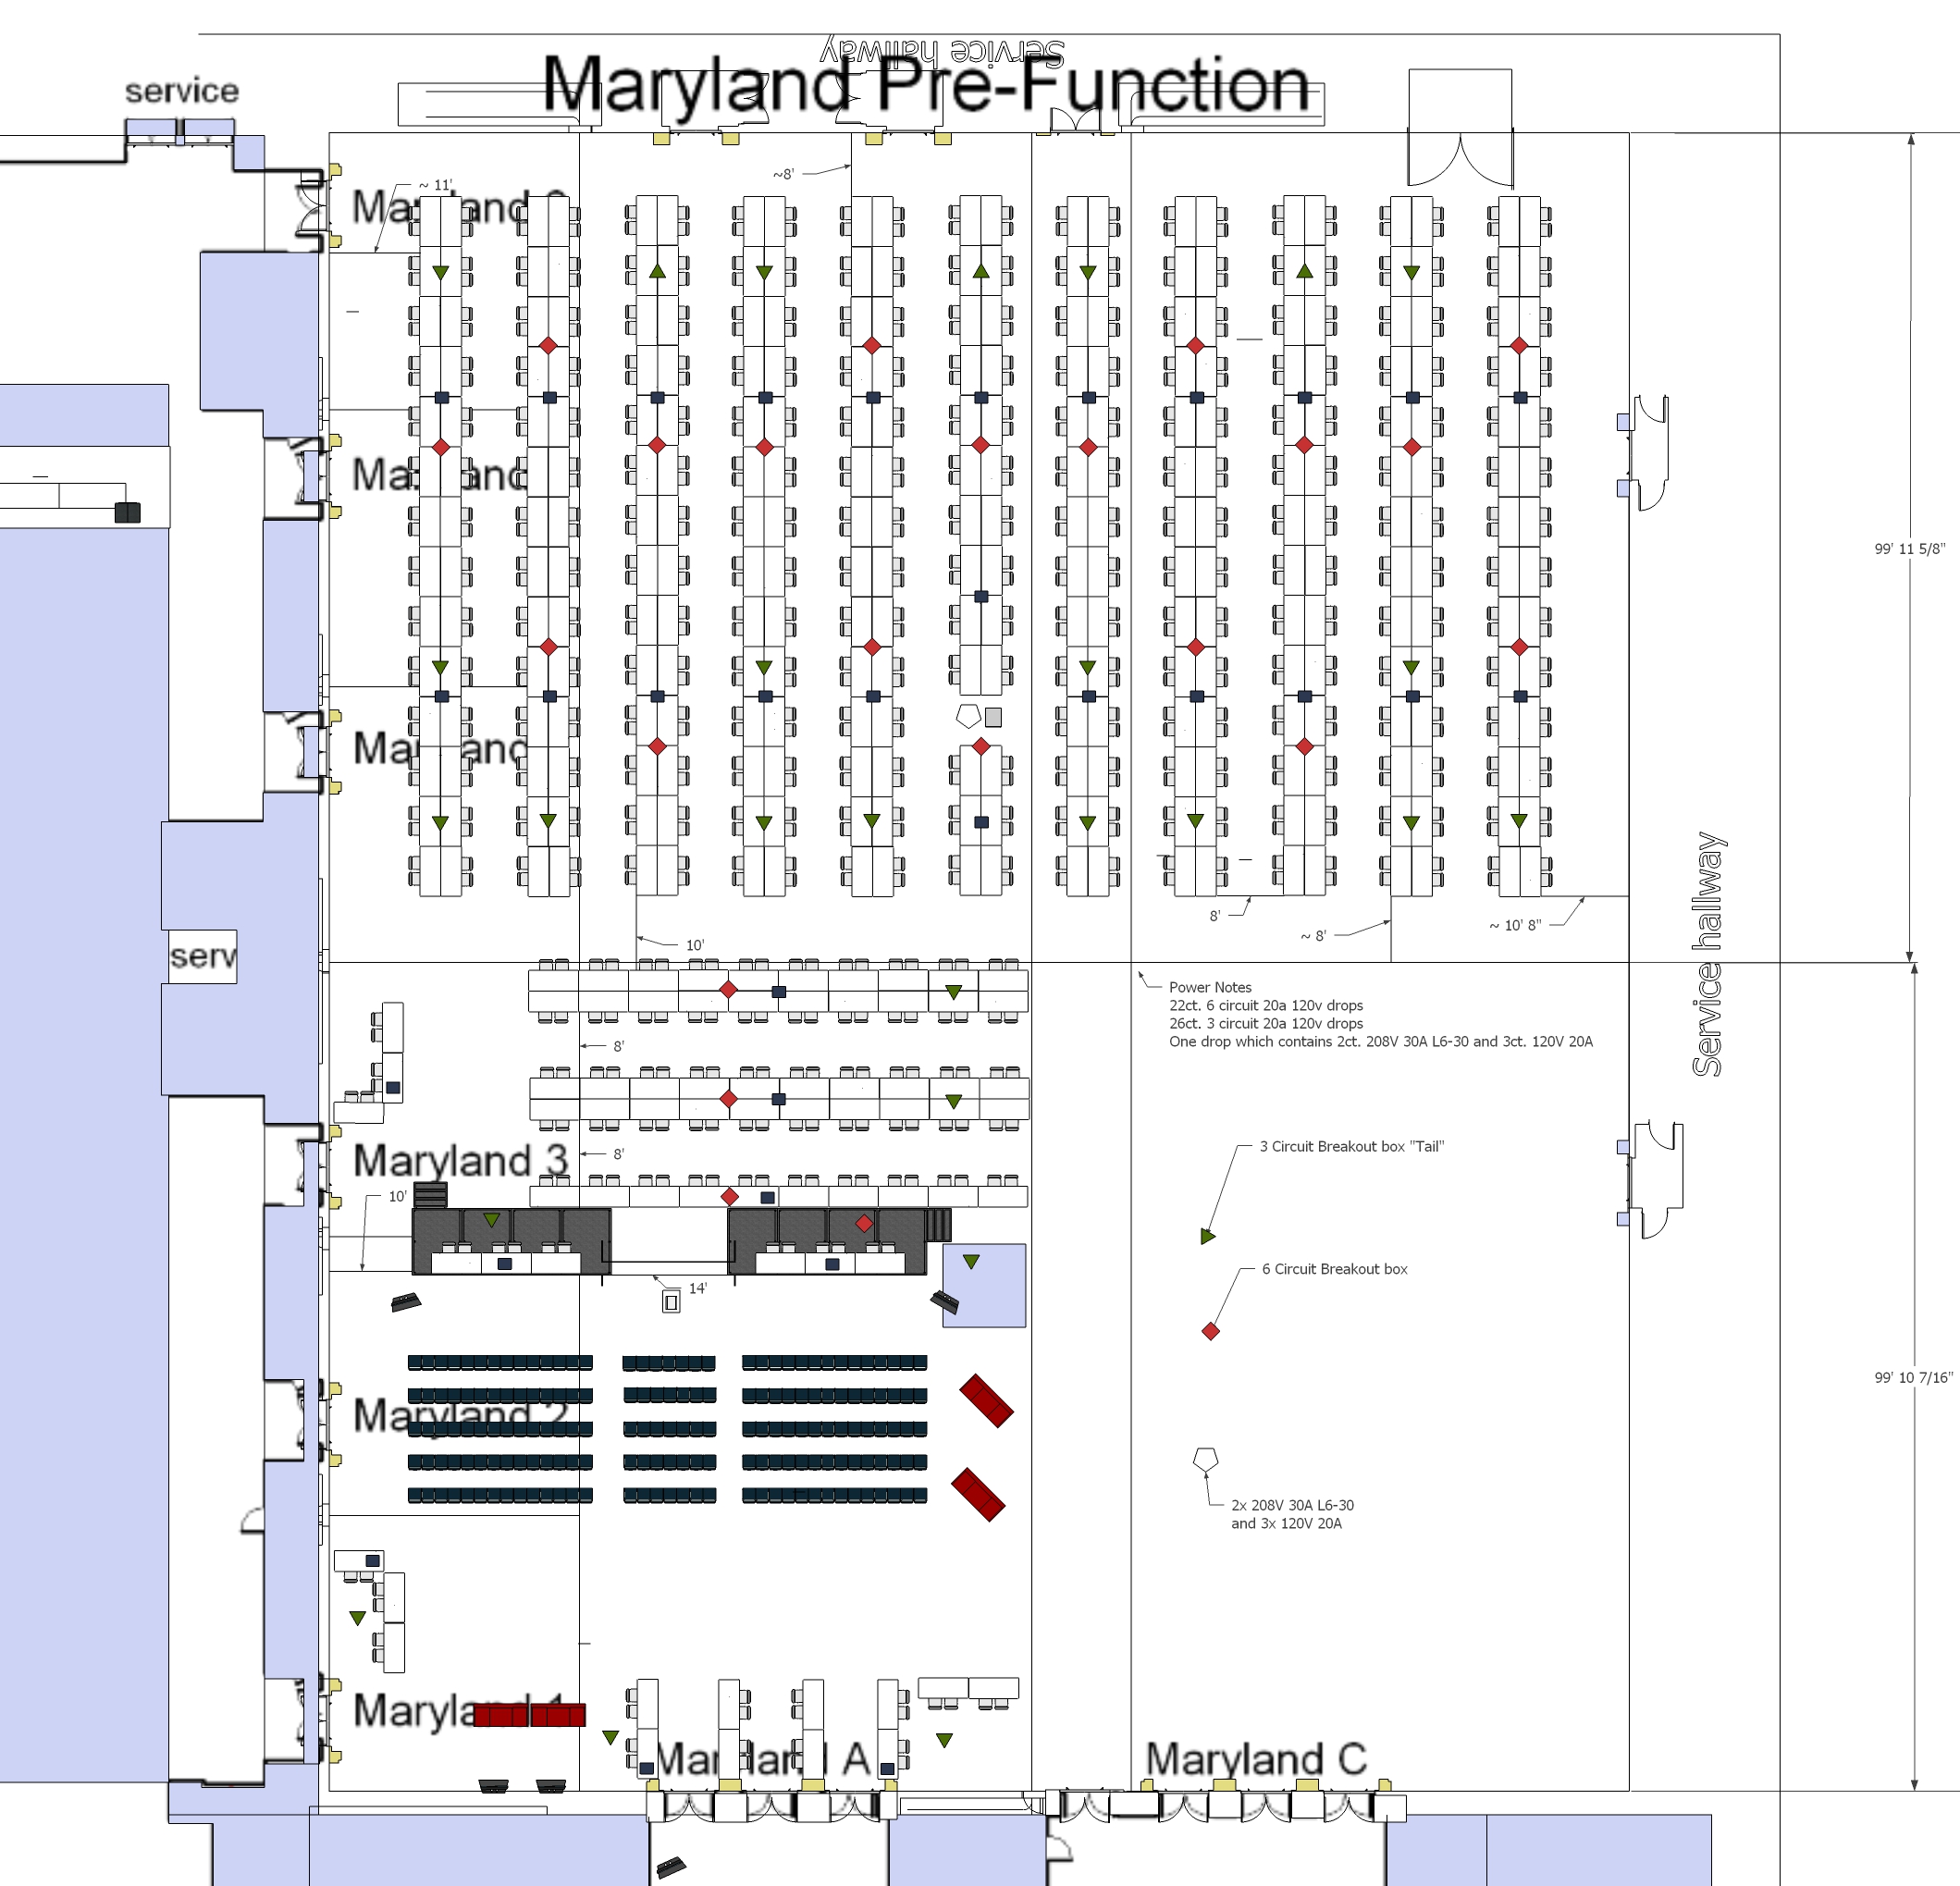 service hallway
Maryland Pre-Function
service
~8'
~ 11'
99' 11 5/8"
8'
~ 10' 8"
~ 8'
10'
serv
Service hallway
Power Notes
22ct. 6 circuit 20a 120v drops
26ct. 3 circuit 20a 120v drops
One drop which contains 2ct. 208V 30A L6-30 and 3ct. 120V 20A
8'
3 Circuit Breakout box "Tail"
8'
Maryland 3
10'
6 Circuit Breakout box
14'
99' 10 7/16"
Maryland 2
2x 208V 30A L6-30
and 3x 120V 20A
Maryland 1
Maryland A
Maryland C